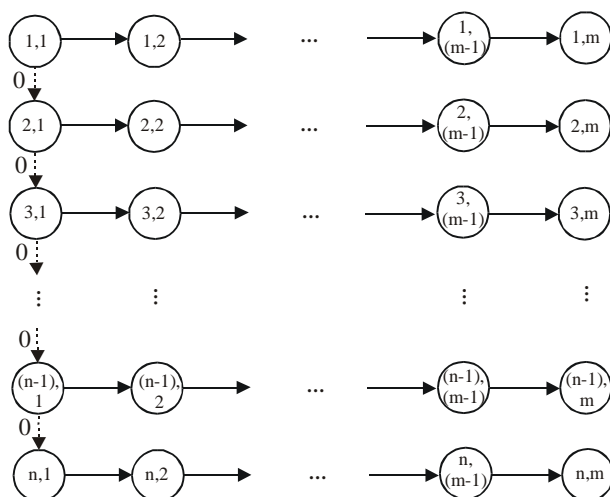 1,1 1,2 ... 1, (m-1) 1,m
0
2,1 2,2 ... 2, (m-1) 2,m
0
3,1 3,2 ... 3, (m-1) 3,m
0
... ... ... ...
0
(n-1), 1 (n-1), 2 ... (n-1), (m-1) (n-1), m
0
n,1 n,2 ... n, (m-1) n,m